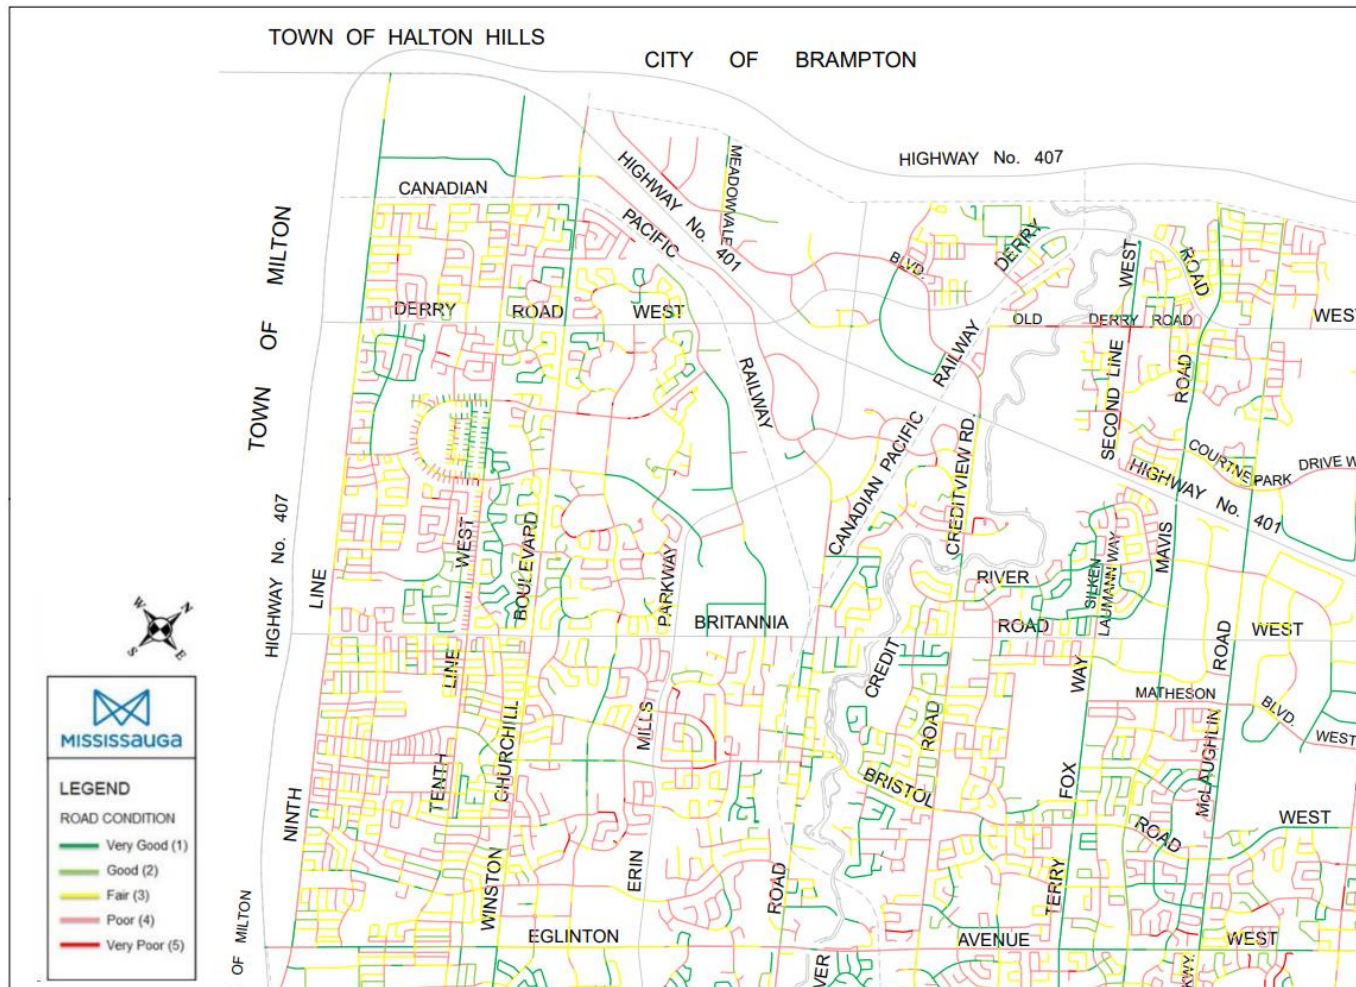 TOWN OF HALTON HILLS
CITY OF BRAMPTON
HIGHWAY No. 407
MEADOWVALE
HIGHWAY No. 401
CANADIAN
PACIFIC
TOWN OF MILTON
BLVD.
DERRY
WEST
ROAD
DERRY
ROAD
WEST
OLD
DERRY
ROAD
WEST
RAILWAY
RAILWAY
SECOND LINE
ROAD
CANADIAN PACIFIC
CREDITVIEW RD.
COURTNE
PARK
DRIVE W
HIGHWAY No. 401
HIGHWAY No. 407
LINE
WEST
BOULEVARD
PARKWAY
MAVIS
RIVER
SILKEN
LAUMANN WAY
BRITANNIA
ROAD
WEST
W
N
S
E
LINE
CREDIT
WAY
ROAD
MATHESON
BLVD.
WEST
MISSISSAUGA
LEGEND
ROAD CONDITION
Very Good (1)
Good (2)
Fair (3)
Poor (4)
Very Poor (5)
NINTH
TENTH
CHURCHILL
WINSTON
MILLS
ERIN
ROAD
ROAD
BRISTOL
FOX
TERRY
McLAUGHLIN
ROAD
WEST
OF MILTON
EGLINTON
AVENUE
WEST
VER
KWY.